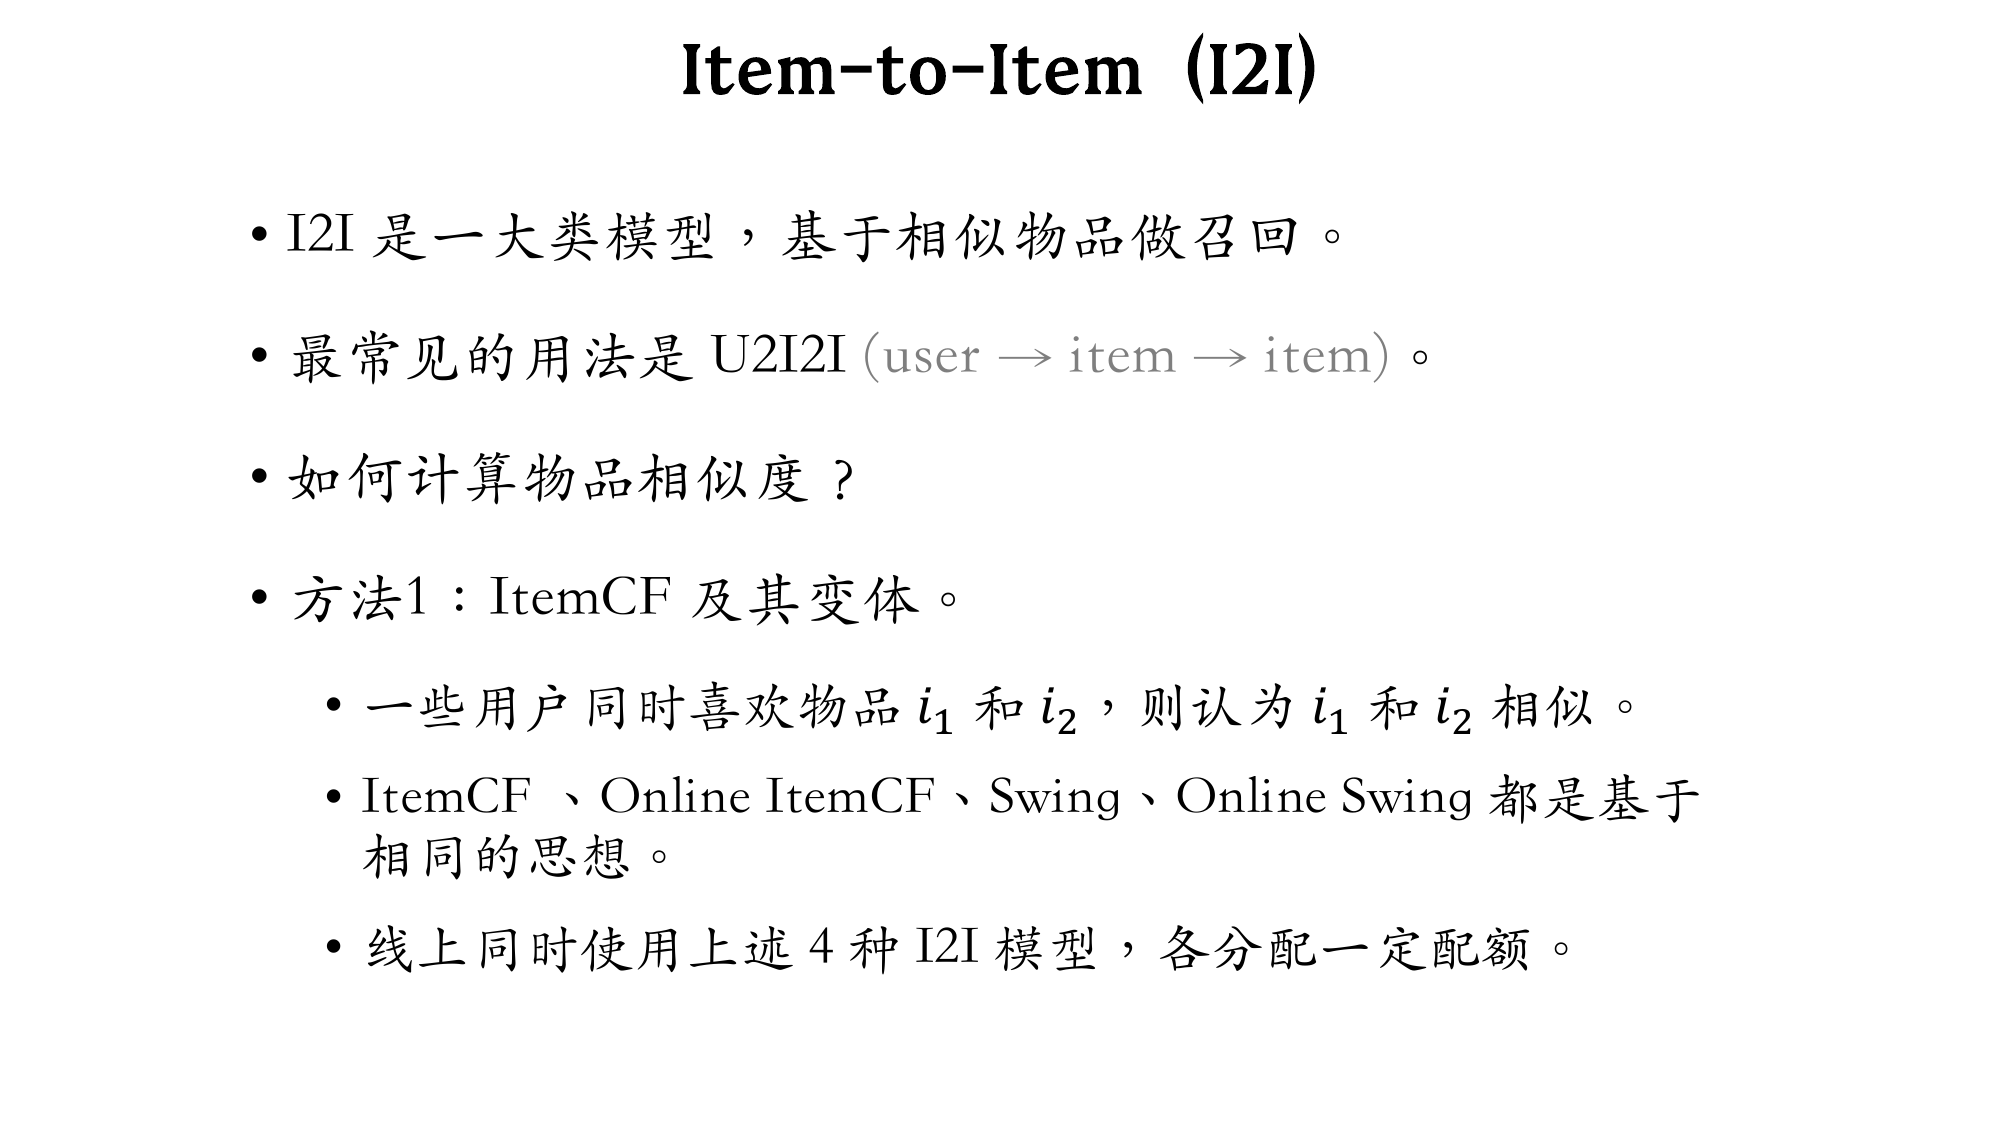 Item-to-Item (I2I)
• I2I 是一大类模型，基于相似物品做召回。
• 最常见的用法是 U2I2I (user → item → item)。
• 如何计算物品相似度？
• 方法1：ItemCF 及其变体。
• 一些用户同时喜欢物品 i₁ 和 i₂，则认为 i₁ 和 i₂ 相似。
• ItemCF 、Online ItemCF、Swing、Online Swing 都是基于
相同的思想。
• 线上同时使用上述 4 种 I2I 模型，各分配一定配额。